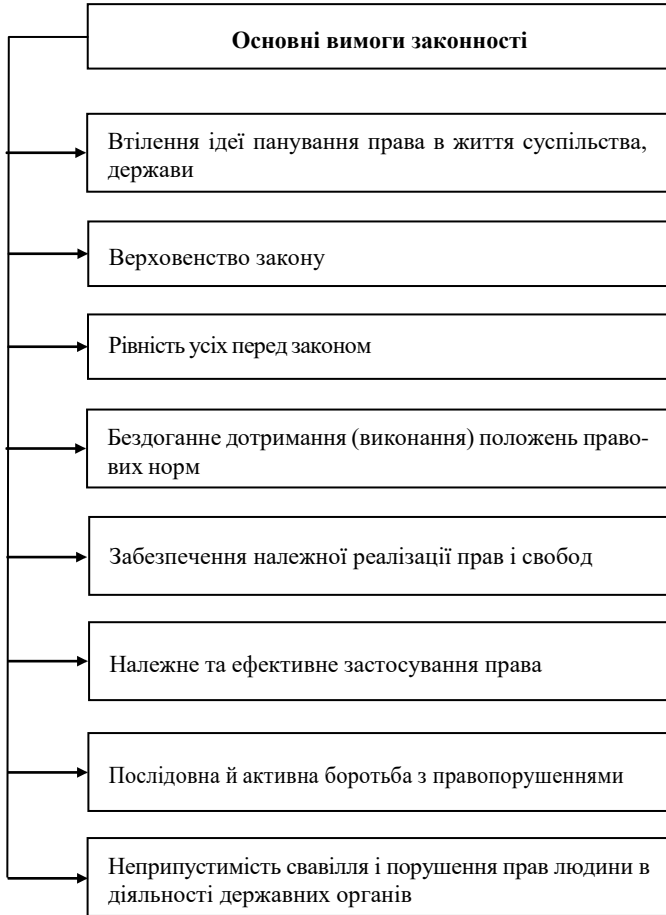 Основні вимоги законності
Втілення ідеї панування права в життя суспільства,
держави
Верховенство закону
Рівність усіх перед законом
Бездоганне дотримання (виконання) положень право-
вих норм
Забезпечення належної реалізації прав і свобод
Належне та ефективне застосування права
Послідовна й активна боротьба з правопорушеннями
Неприпустимість свавілля і порушення прав людини в
діяльності державних органів